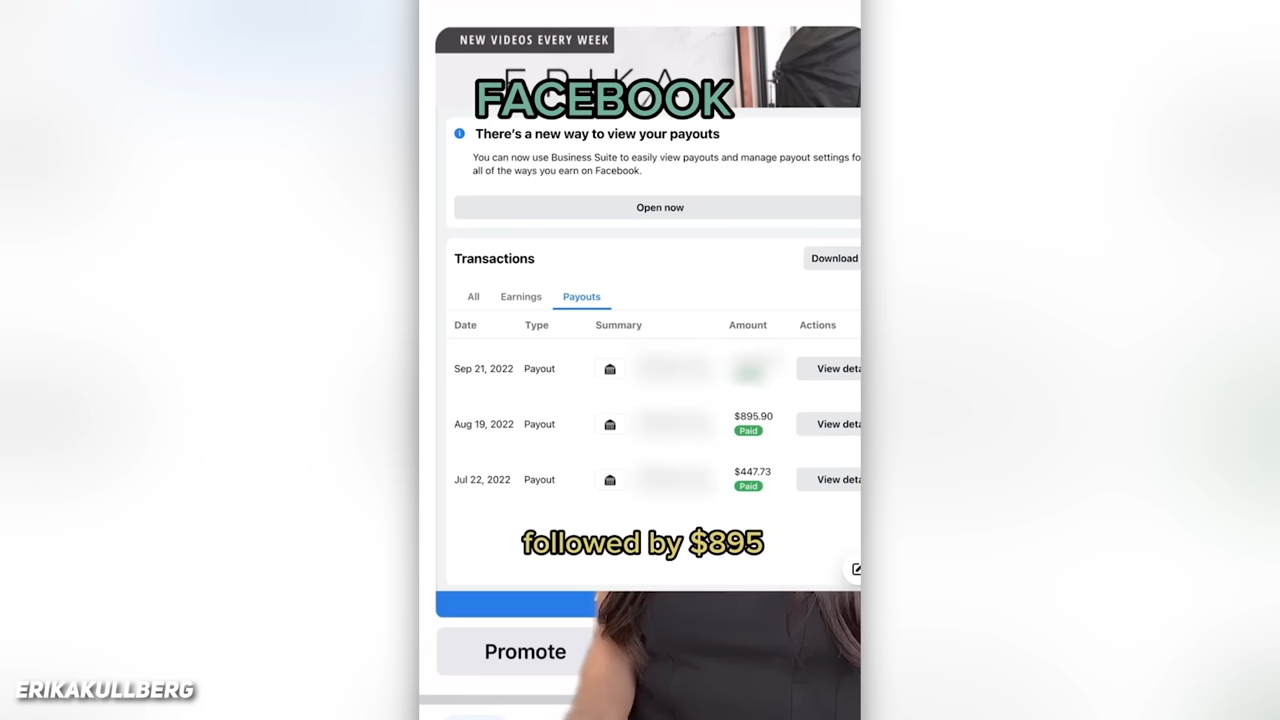 NEW VIDEOS EVERY WEEK
ERIKA
FACEBOOK
There's a new way to view your payouts
You can now use Business Suite to easily view payouts and manage payout settings fo
all of the ways you earn on Facebook.
Open now
Transactions
Download
All Earnings Payouts
Date Type Summary Amount Actions
Sep 21, 2022 Payout View deta
$895.90
Aug 19, 2022 Payout View deta
Paid
$447.73
Jul 22, 2022 Payout View deta
Paid
followed by $895
Promote
ERIKAKULLBERG